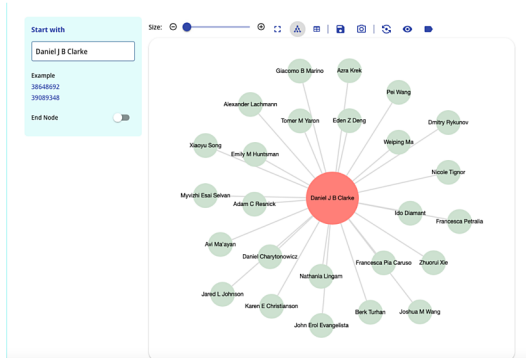 Start with
Daniel J B Clarke
Example
38648692
39089348
End Node
Size:
Giacomo B Marino
Azra Krek
Pei Wang
Alexander Lachmann
Tomer M Yaron
Eden Z Deng
Dmitry Rykunov
Xiaoyu Song
Emily M Huntsman
Weiping Ma
Nicole Tignor
Myvizhi Esai Selvan
Adam C Resnick
Daniel J B Clarke
Ido Diamant
Francesca Petralia
Avi Ma'ayan
Daniel Charytonowicz
Francesca Pia Caruso
Zhuorui Xie
Nathania Lingam
Jared L Johnson
Karen E Christianson
Berk Turhan
Joshua M Wang
John Erol Evangelista